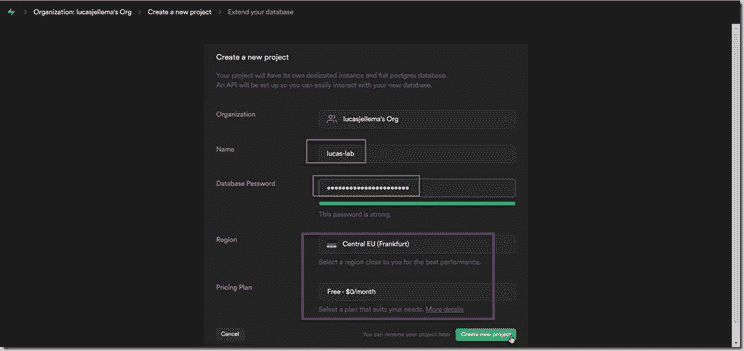 Organization: lucasjellema's Org > Create a new project > Extend your database
Create a new project
Your project will have its own dedicated instance and full postgres database.
An API will be set up so you can easily interact with your new database.
Organization
lucasjellema's Org
Name
lucas-lab
Database Password
This password is strong.
Region
Central EU (Frankfurt)
Select a region close to you for the best performance.
Pricing Plan
Free - $0/month
Select a plan that suits your needs. More details
Cancel
You can rename your project later
Create new project